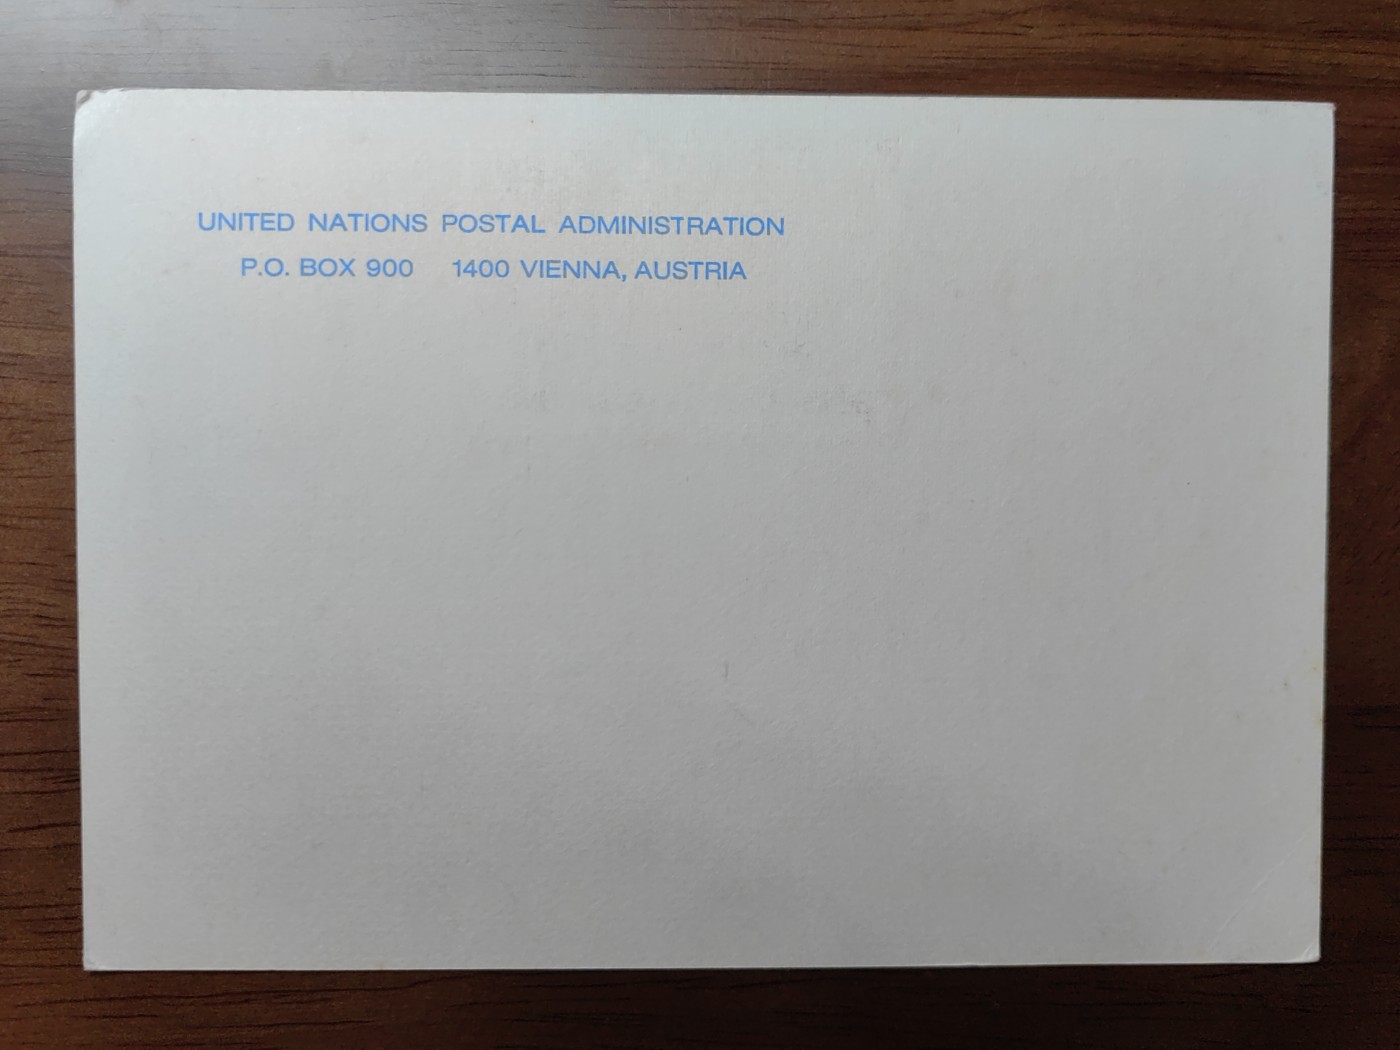 UNITED NATIONS POSTAL ADMINISTRATION
P.O. BOX 900 1400 VIENNA, AUSTRIA